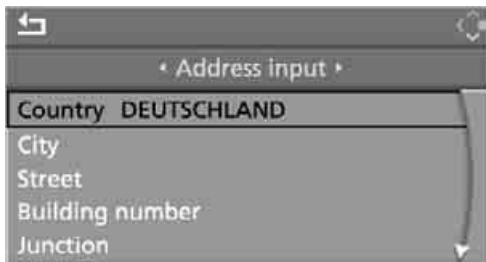 Address input
Country DEUTSCHLAND
City
Street
Building number
Junction